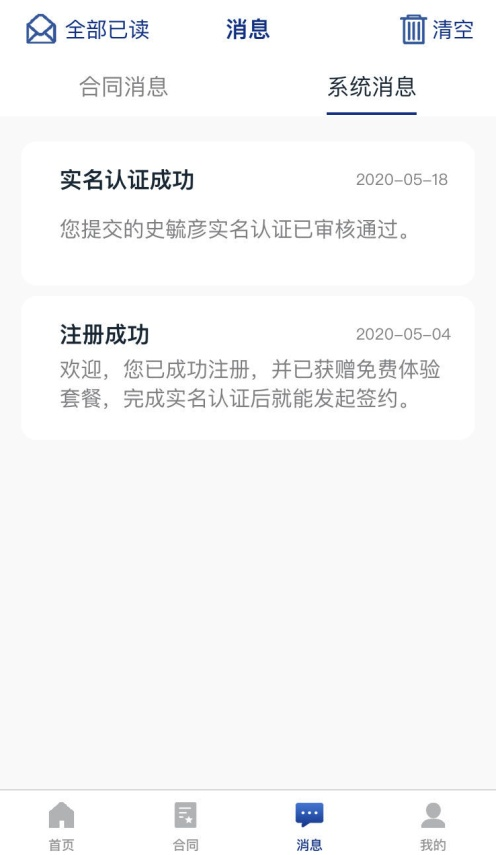 全部已读 消息 清空
合同消息 系统消息
实名认证成功 2020-05-18
您提交的史毓彦实名认证已审核通过。
注册成功 2020-05-04
欢迎，您已成功注册，并已获赠免费体验
套餐，完成实名认证后就能发起签约。
首页 合同 消息 我的